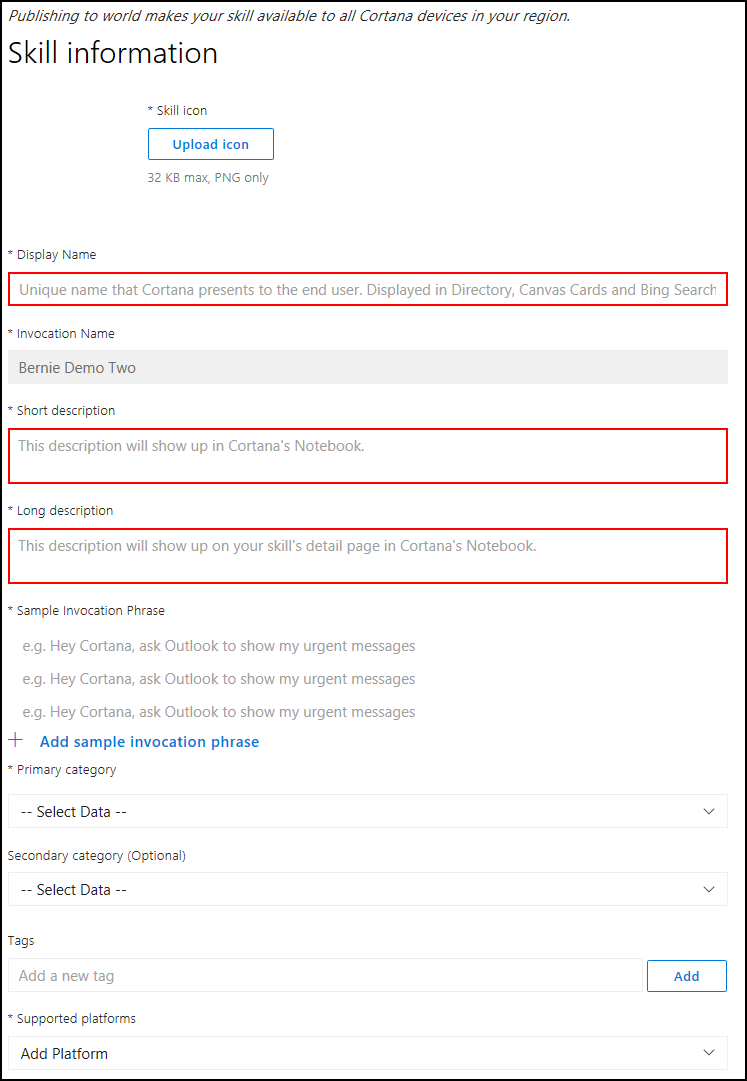 Publishing to world makes your skill available to all Cortana devices in your region.
Skill information
* Skill icon
Upload icon
32 KB max, PNG only
* Display Name
Unique name that Cortana presents to the end user. Displayed in Directory, Canvas Cards and Bing Search
* Invocation Name
Bernie Demo Two
* Short description
This description will show up in Cortana's Notebook.
* Long description
This description will show up on your skill's detail page in Cortana's Notebook.
* Sample Invocation Phrase
e.g. Hey Cortana, ask Outlook to show my urgent messages
e.g. Hey Cortana, ask Outlook to show my urgent messages
e.g. Hey Cortana, ask Outlook to show my urgent messages
+ Add sample invocation phrase
* Primary category
-- Select Data --
Secondary category (Optional)
-- Select Data --
Tags
Add a new tag
Add
* Supported platforms
Add Platform